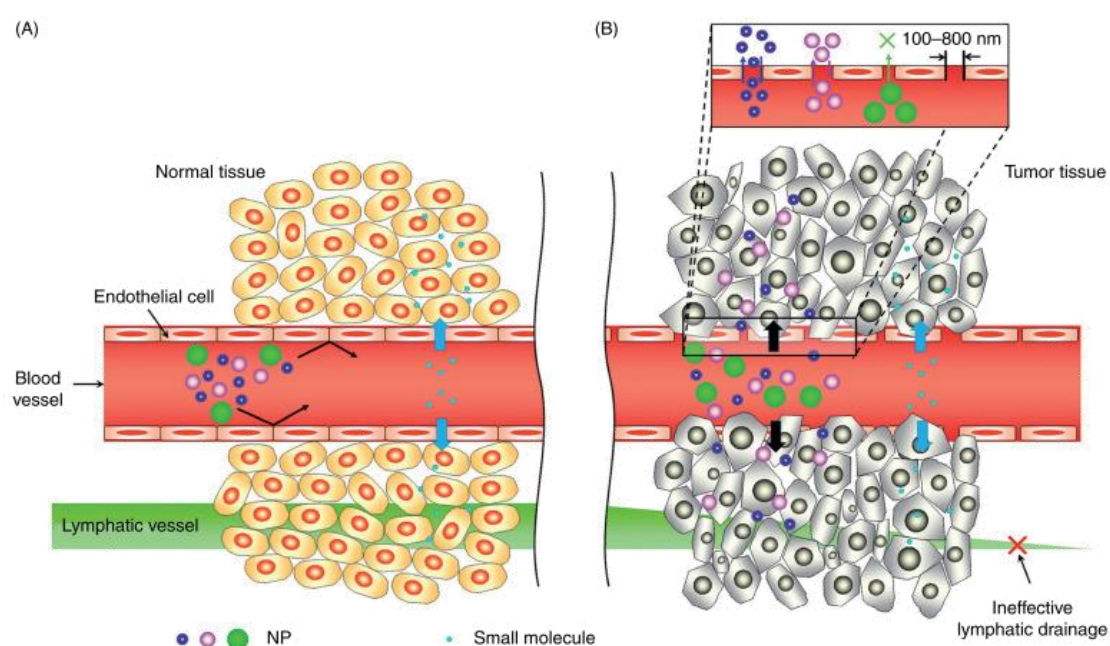 (A)
(B)
100–800 nm
Normal tissue
Tumor tissue
Endothelial cell
Blood
vessel
Lymphatic vessel
Ineffective
lymphatic drainage
NP
Small molecule